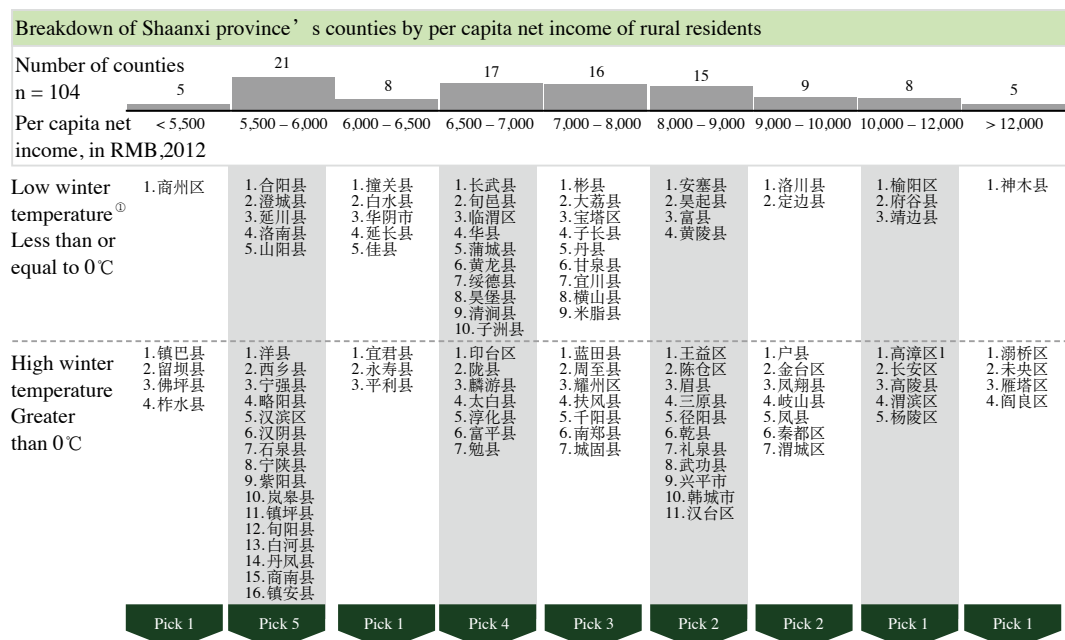 Breakdown of Shaanxi province’s counties by per capita net income of rural residents
Number of counties
n = 104
5
21
8
17
16
15
9
8
5
Per capita net income, in RMB,2012
< 5,500
5,500 – 6,000
6,000 – 6,500
6,500 – 7,000
7,000 – 8,000
8,000 – 9,000
9,000 – 10,000
10,000 – 12,000
> 12,000
Low winter
temperature①
Less than or
equal to 0℃
1.商州区
1.合阳县
2.澄城县
3.延川县
4.洛南县
5.山阳县
1.撞关县
2.白水县
3.华阴市
4.延长县
5.佳县
1.长武县
2.旬邑县
3.临渭区
4.华县
5.蒲城县
6.黄龙县
7.绥德县
8.吴堡县
9.清涧县
10.子洲县
1.彬县
2.大荔县
3.宝塔区
4.子长县
5.丹县
6.甘泉县
7.宜川县
8.横山县
9.米脂县
1.安塞县
2.吴起县
3.富县
4.黄陵县
1.洛川县
2.定边县
1.榆阳区
2.府谷县
3.靖边县
1.神木县
High winter
temperature
Greater
than 0℃
1.镇巴县
2.留坝县
3.佛坪县
4.柞水县
1.洋县
2.西乡县
3.宁强县
4.略阳县
5.汉滨区
6.汉阴县
7.石泉县
8.宁陕县
9.紫阳县
10.岚皋县
11.镇坪县
12.旬阳县
13.白河县
14.丹凤县
15.商南县
16.镇安县
1.宜君县
2.永寿县
3.平利县
1.印台区
2.陇县
3.麟游县
4.太白县
5.淳化县
6.富平县
7.勉县
1.蓝田县
2.周至县
3.耀州区
4.扶风县
5.千阳县
6.南郑县
7.城固县
1.王益区
2.陈仓区
3.眉县
4.三原县
5.径阳县
6.乾县
7.礼泉县
8.武功县
9.兴平市
10.韩城市
11.汉台区
1.户县
2.金台区
3.凤翔县
4.岐山县
5.凤县
6.秦都区
7.渭城区
1.高漳区1
2.长安区
3.高陵县
4.渭滨区
5.杨陵区
1.溺桥区
2.未央区
3.雁塔区
4.阎良区
Pick 1
Pick 5
Pick 1
Pick 4
Pick 3
Pick 2
Pick 2
Pick 1
Pick 1